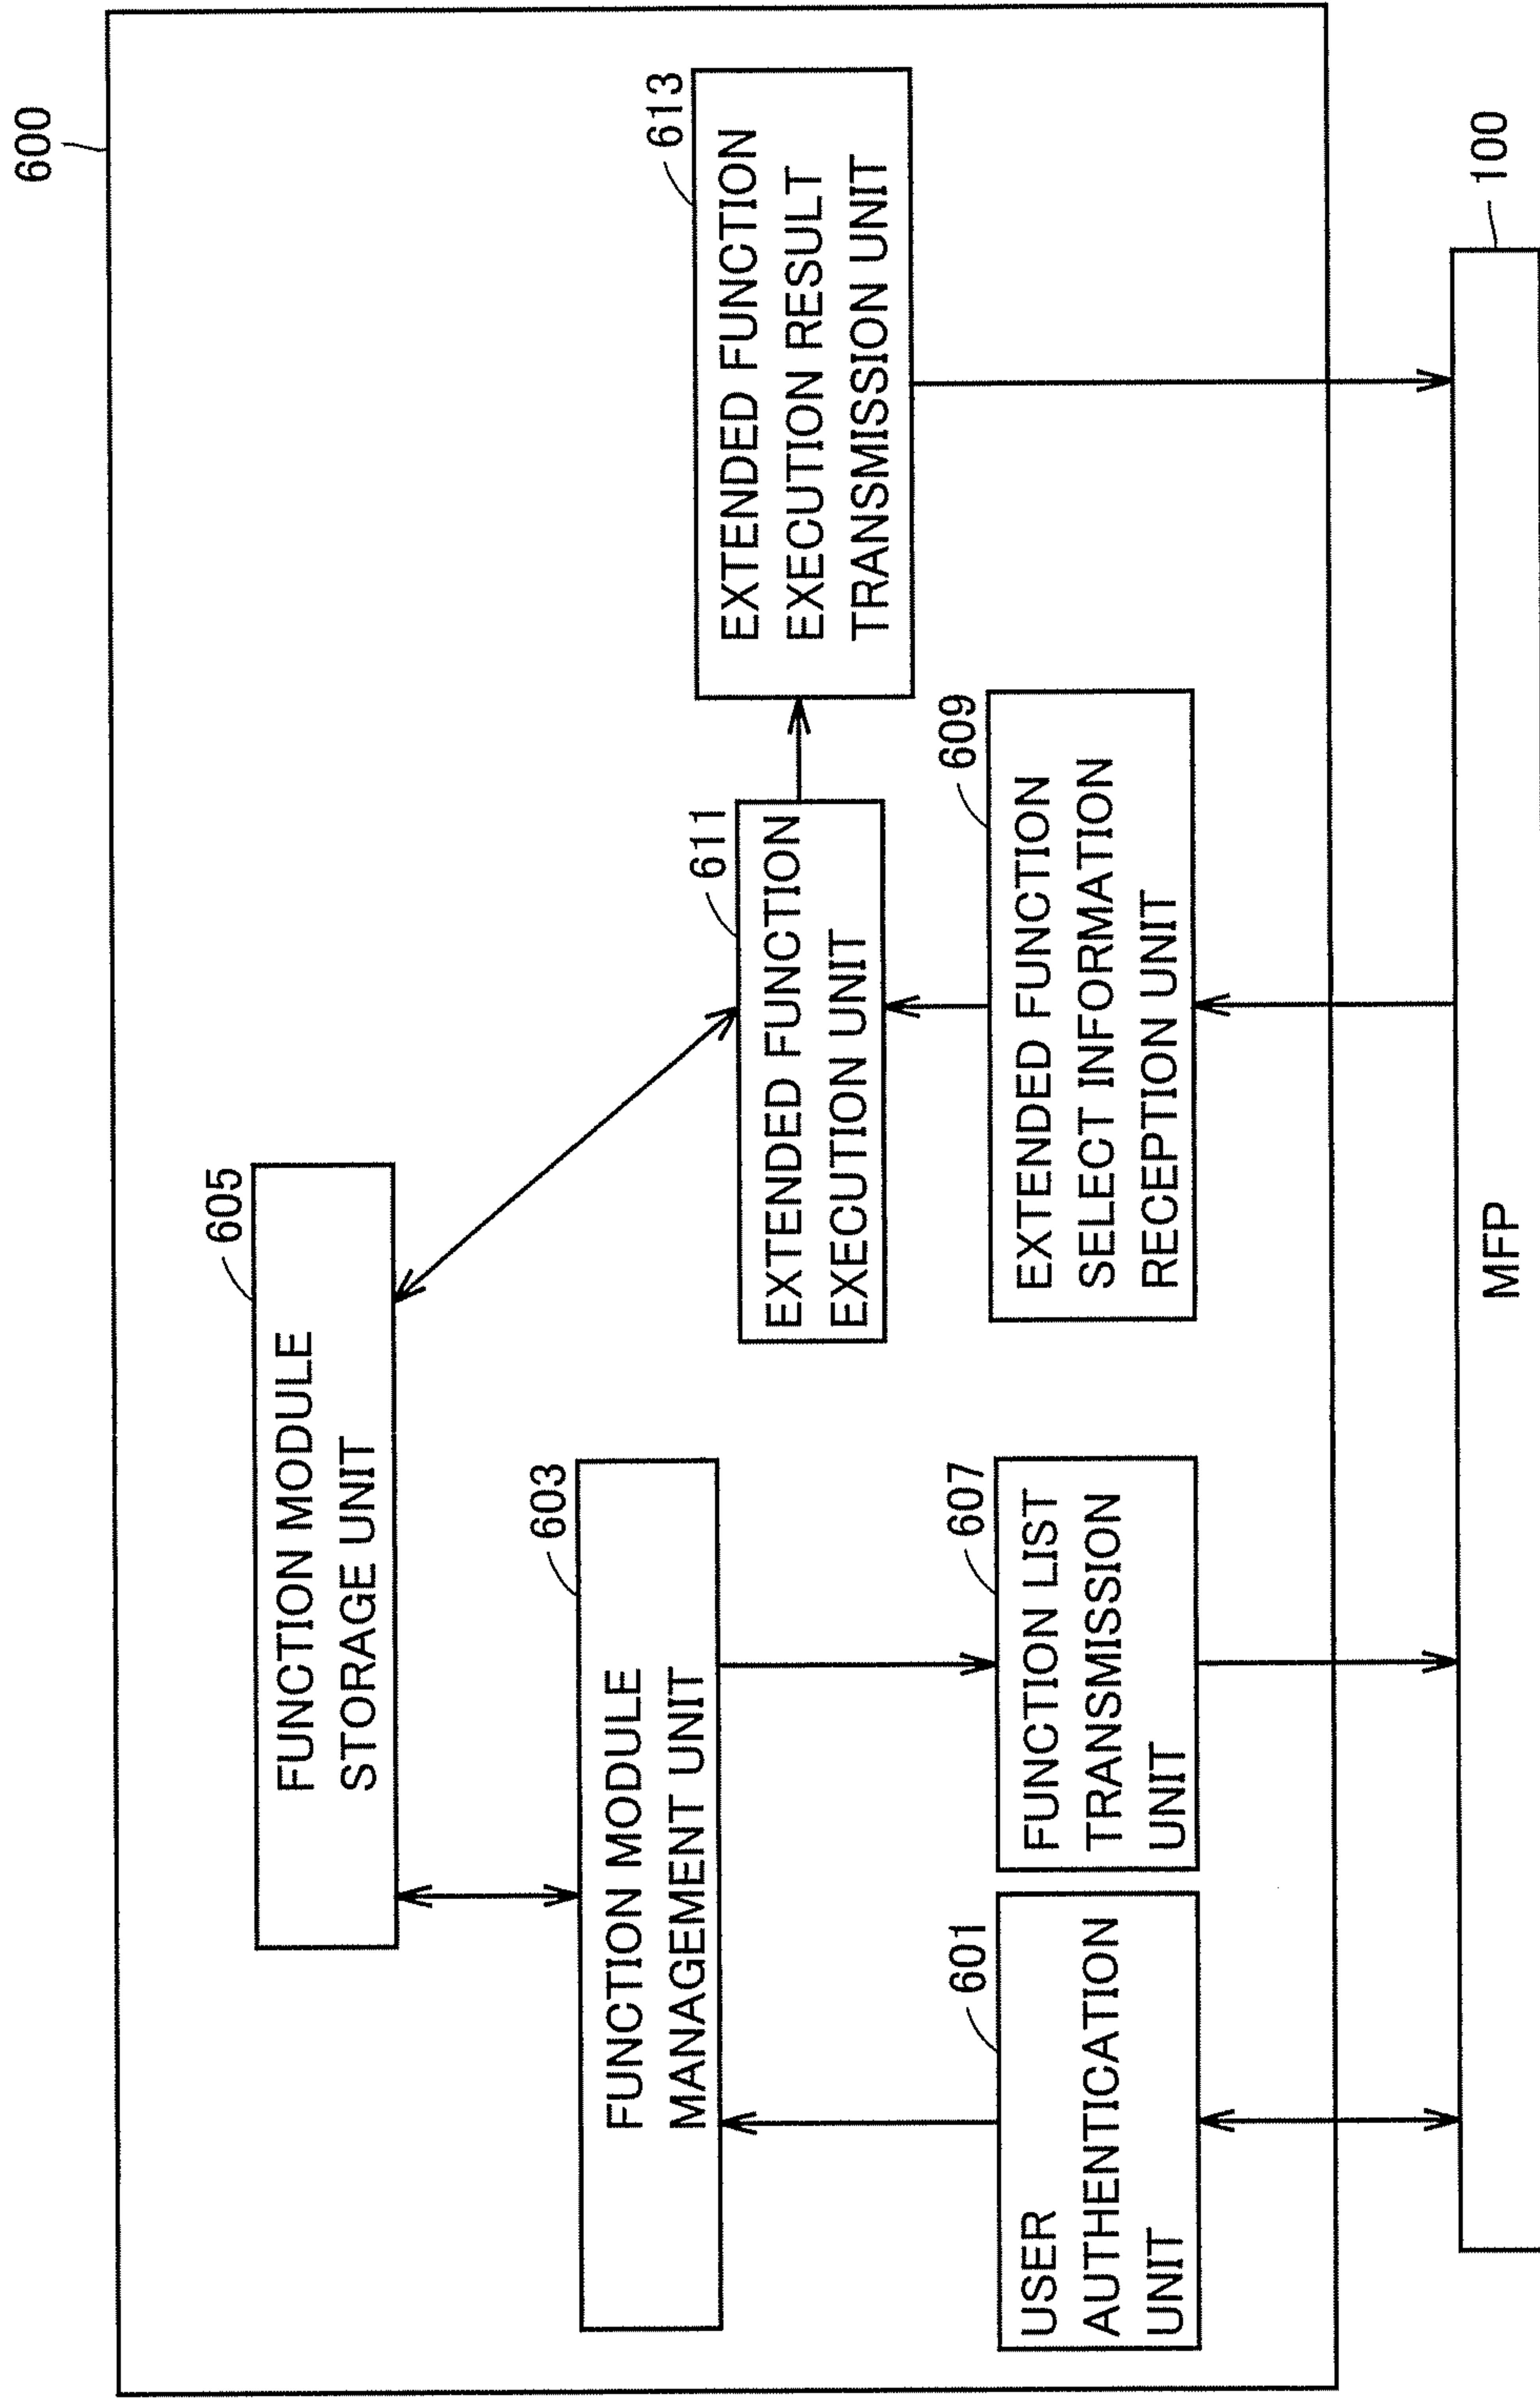 600
605
FUNCTION MODULE
STORAGE UNIT
603
FUNCTION MODULE
MANAGEMENT UNIT
611
EXTENDED FUNCTION
EXECUTION UNIT
613
EXTENDED FUNCTION
EXECUTION RESULT
TRANSMISSION UNIT
601
USER
AUTHENTICATION
UNIT
607
FUNCTION LIST
TRANSMISSION
UNIT
609
EXTENDED FUNCTION
SELECT INFORMATION
RECEPTION UNIT
MFP
100